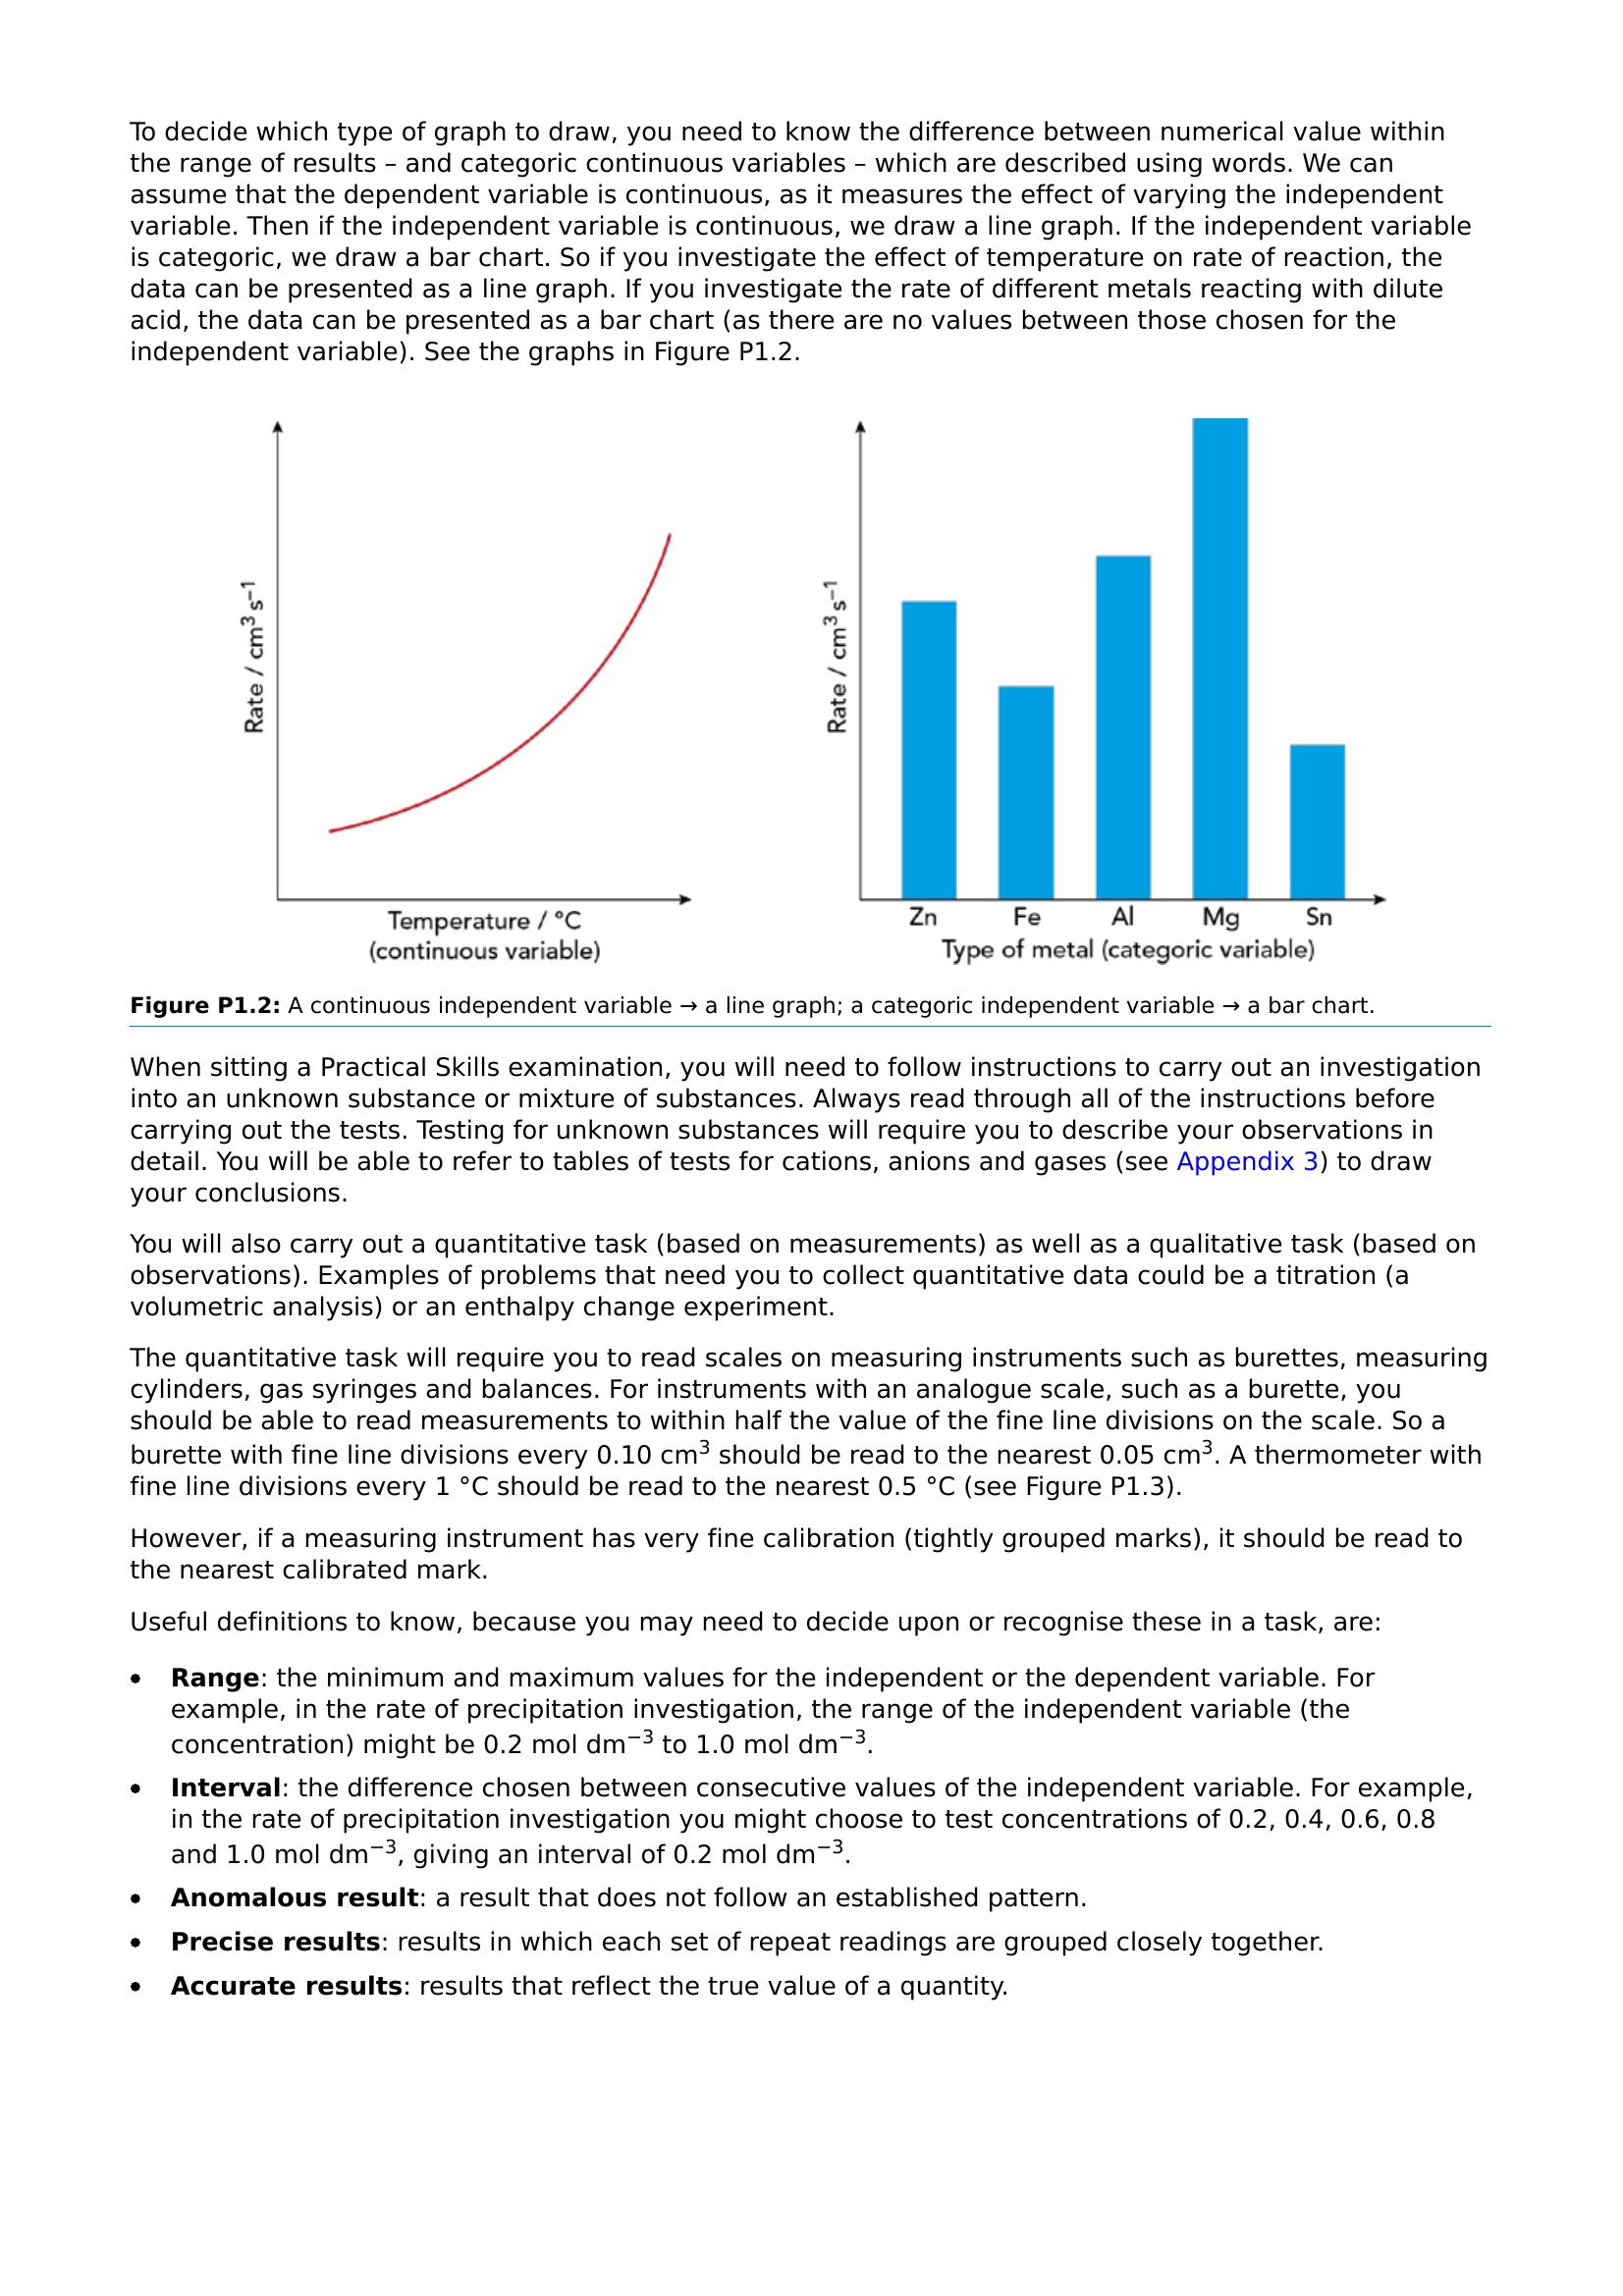 To decide which type of graph to draw, you need to know the difference between numerical value within
the range of results – and categoric continuous variables – which are described using words. We can
assume that the dependent variable is continuous, as it measures the effect of varying the independent
variable. Then if the independent variable is continuous, we draw a line graph. If the independent variable
is categoric, we draw a bar chart. So if you investigate the effect of temperature on rate of reaction, the
data can be presented as a line graph. If you investigate the rate of different metals reacting with dilute
acid, the data can be presented as a bar chart (as there are no values between those chosen for the
independent variable). See the graphs in Figure P1.2.
Rate / cm³ s⁻¹
Temperature / °C
(continuous variable)
Rate / cm³ s⁻¹
Zn Fe Al Mg Sn
Type of metal (categoric variable)
Figure P1.2: A continuous independent variable → a line graph; a categoric independent variable → a bar chart.
When sitting a Practical Skills examination, you will need to follow instructions to carry out an investigation
into an unknown substance or mixture of substances. Always read through all of the instructions before
carrying out the tests. Testing for unknown substances will require you to describe your observations in
detail. You will be able to refer to tables of tests for cations, anions and gases (see Appendix 3) to draw
your conclusions.
You will also carry out a quantitative task (based on measurements) as well as a qualitative task (based on
observations). Examples of problems that need you to collect quantitative data could be a titration (a
volumetric analysis) or an enthalpy change experiment.
The quantitative task will require you to read scales on measuring instruments such as burettes, measuring
cylinders, gas syringes and balances. For instruments with an analogue scale, such as a burette, you
should be able to read measurements to within half the value of the fine line divisions on the scale. So a
burette with fine line divisions every 0.10 cm³ should be read to the nearest 0.05 cm³. A thermometer with
fine line divisions every 1 °C should be read to the nearest 0.5 °C (see Figure P1.3).
However, if a measuring instrument has very fine calibration (tightly grouped marks), it should be read to
the nearest calibrated mark.
Useful definitions to know, because you may need to decide upon or recognise these in a task, are:
• Range: the minimum and maximum values for the independent or the dependent variable. For
example, in the rate of precipitation investigation, the range of the independent variable (the
concentration) might be 0.2 mol dm⁻³ to 1.0 mol dm⁻³.
• Interval: the difference chosen between consecutive values of the independent variable. For example,
in the rate of precipitation investigation you might choose to test concentrations of 0.2, 0.4, 0.6, 0.8
and 1.0 mol dm⁻³, giving an interval of 0.2 mol dm⁻³.
• Anomalous result: a result that does not follow an established pattern.
• Precise results: results in which each set of repeat readings are grouped closely together.
• Accurate results: results that reflect the true value of a quantity.